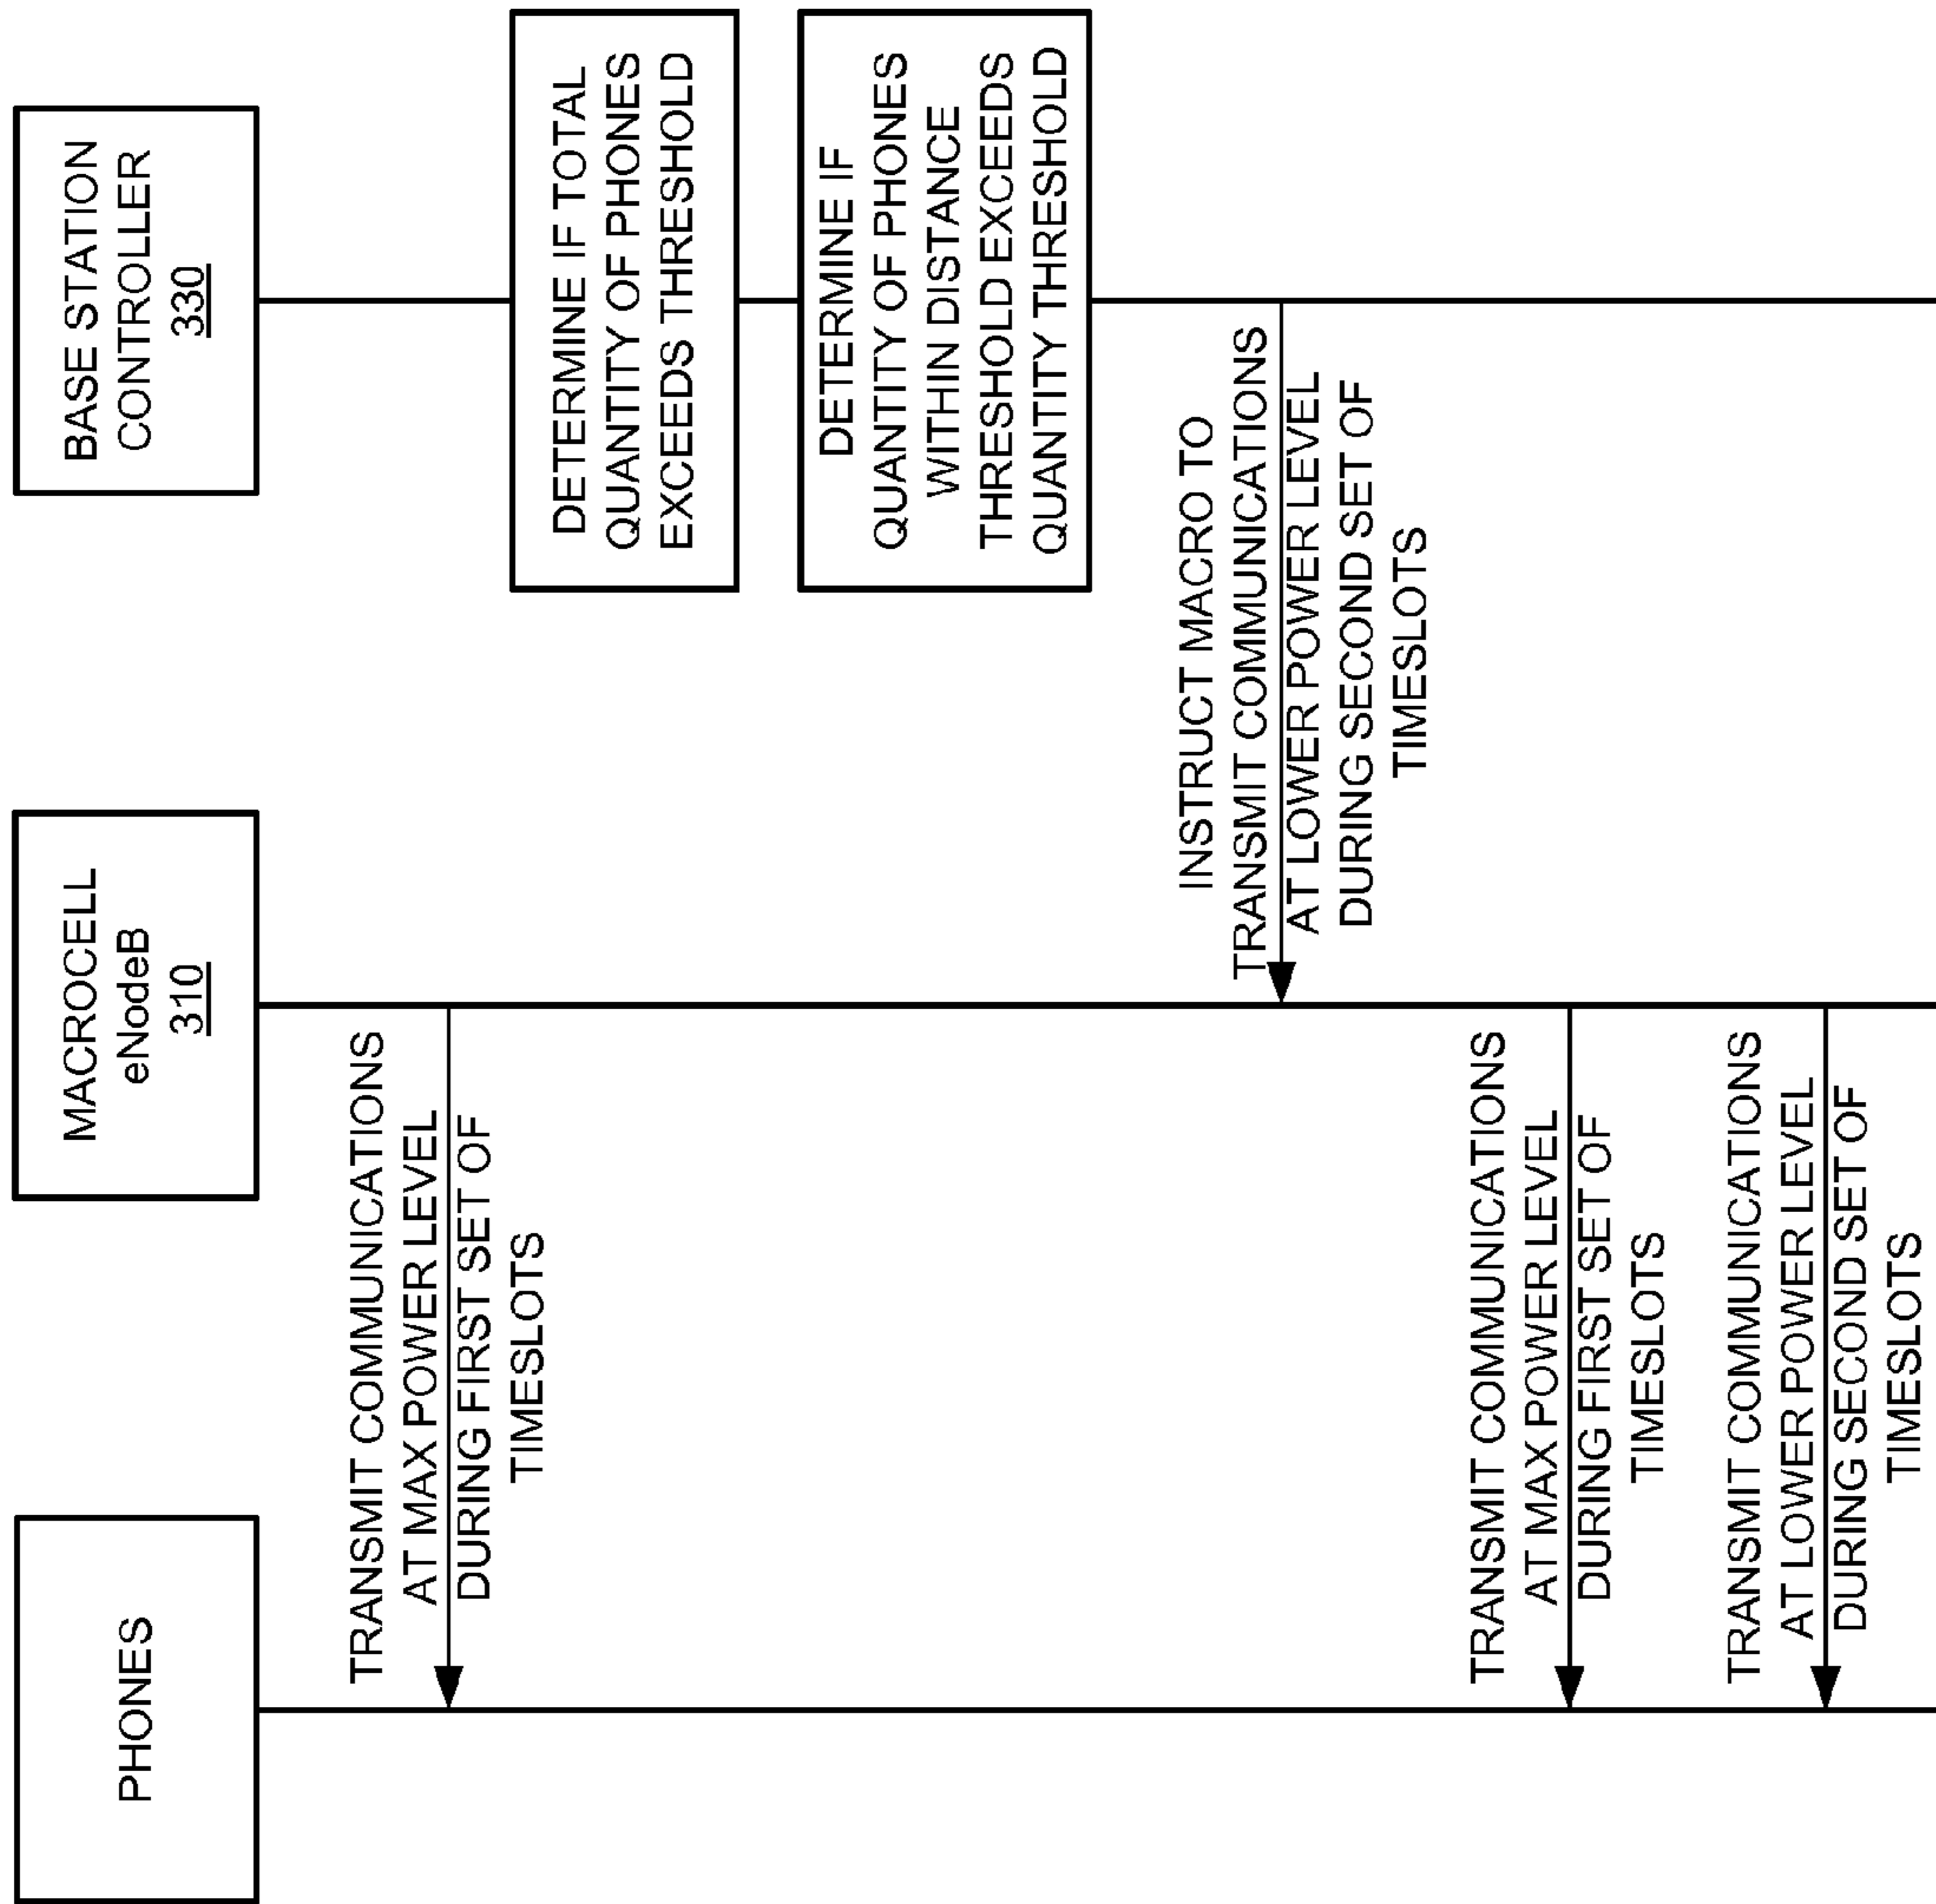 PHONES
MACROCELL
eNodeB
310
BASE STATION
CONTROLLER
330
TRANSMIT COMMUNICATIONS
AT MAX POWER LEVEL
DURING FIRST SET OF
TIMESLOTS
DETERMINE IF TOTAL
QUANTITY OF PHONES
EXCEEDS THRESHOLD
DETERMINE IF
QUANTITY OF PHONES
WITHIN DISTANCE
THRESHOLD EXCEEDS
QUANTITY THRESHOLD
INSTRUCT MACRO TO
TRANSMIT COMMUNICATIONS
AT LOWER POWER LEVEL
DURING SECOND SET OF
TIMESLOTS
TRANSMIT COMMUNICATIONS
AT MAX POWER LEVEL
DURING FIRST SET OF
TIMESLOTS
TRANSMIT COMMUNICATIONS
AT LOWER POWER LEVEL
DURING SECOND SET OF
TIMESLOTS